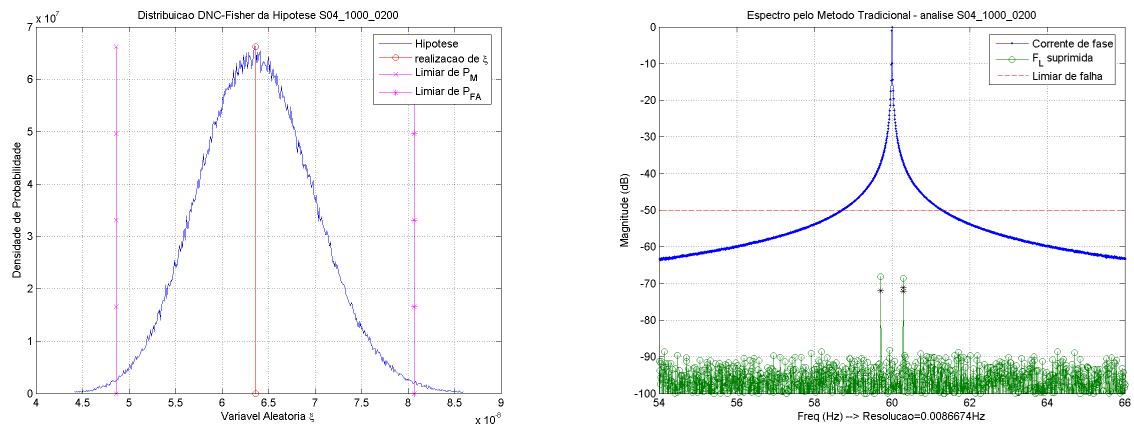 Distribuicao DNC-Fisher da Hipotese S04_1000_0200
7 x 10^7
6
5
4
3
2
1
0
Densidade de Probabilidade
Hipotese
realizacao de ξ
Limiar de P_M
Limiar de P_FA
4 4.5 5 5.5 6 6.5 7 7.5 8 8.5 9
Variavel Aleatoria ξ
x 10^-8
Espectro pelo Metodo Tradicional - analise S04_1000_0200
0
-10
-20
-30
-40
-50
-60
-70
-80
-90
-100
Magnitude (dB)
Corrente de fase
F_L suprimida
Limiar de falha
54 56 58 60 62 64 66
Freq (Hz) --> Resolucao=0.0086674Hz